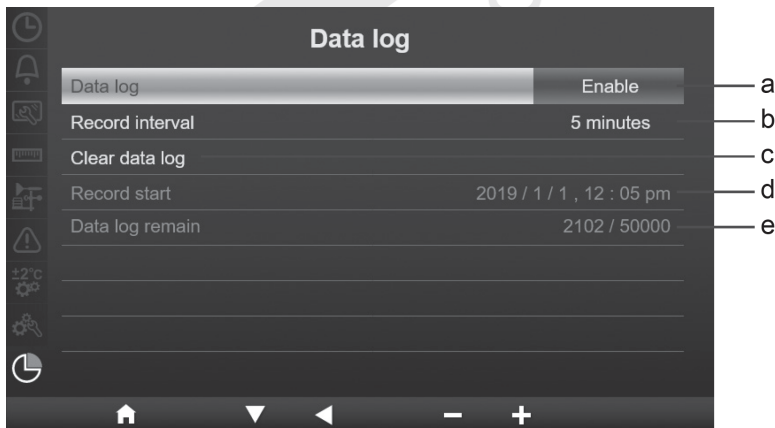 Data log
Data log Enable a
Record interval 5 minutes b
Clear data log c
Record start 2019 / 1 / 1 , 12 : 05 pm d
Data log remain 2102 / 50000 e
±2°C